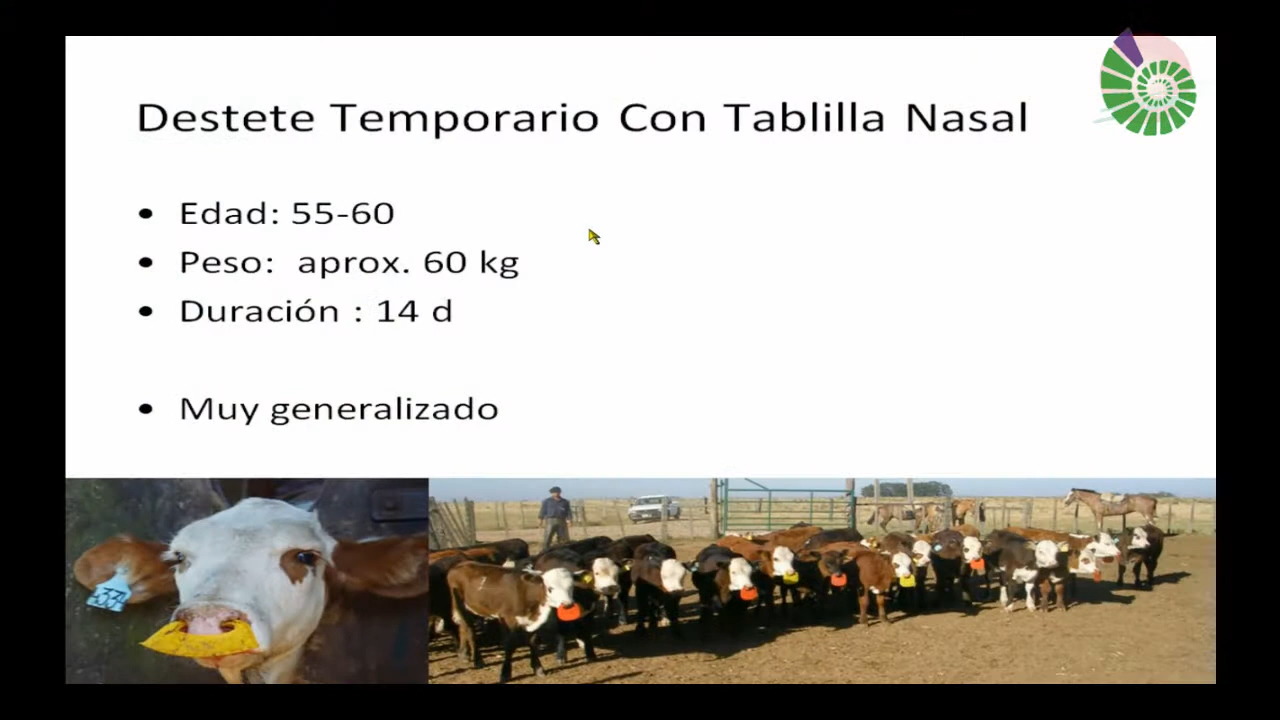 Destete Temporario Con Tablilla Nasal
• Edad: 55-60
• Peso: aprox. 60 kg
• Duración : 14 d
• Muy generalizado